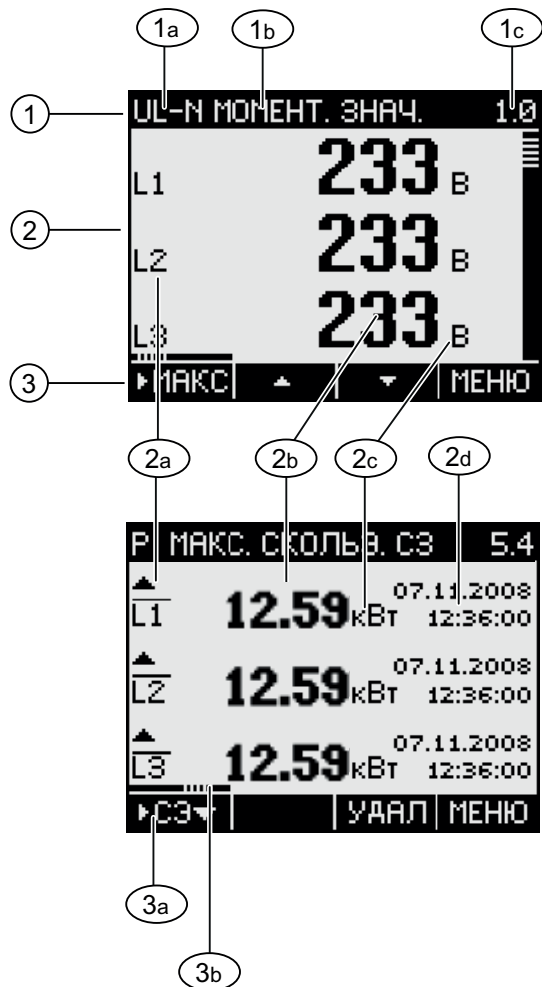 1a 1b 1c
1
UL-N МОМЕНТ. ЗНАЧ. 1.0
L1 233 В
2
L2 233 В
L3 233 В
3
МАКС МЕНЮ
2a 2b 2c 2d
P МАКС. СКОЛЬЗ. СЗ 5.4
L1 12.59 кВт 07.11.2008 12:36:00
L2 12.59 кВт 07.11.2008 12:36:00
L3 12.59 кВт 07.11.2008 12:36:00
СЗ УДАЛ МЕНЮ
3a
3b